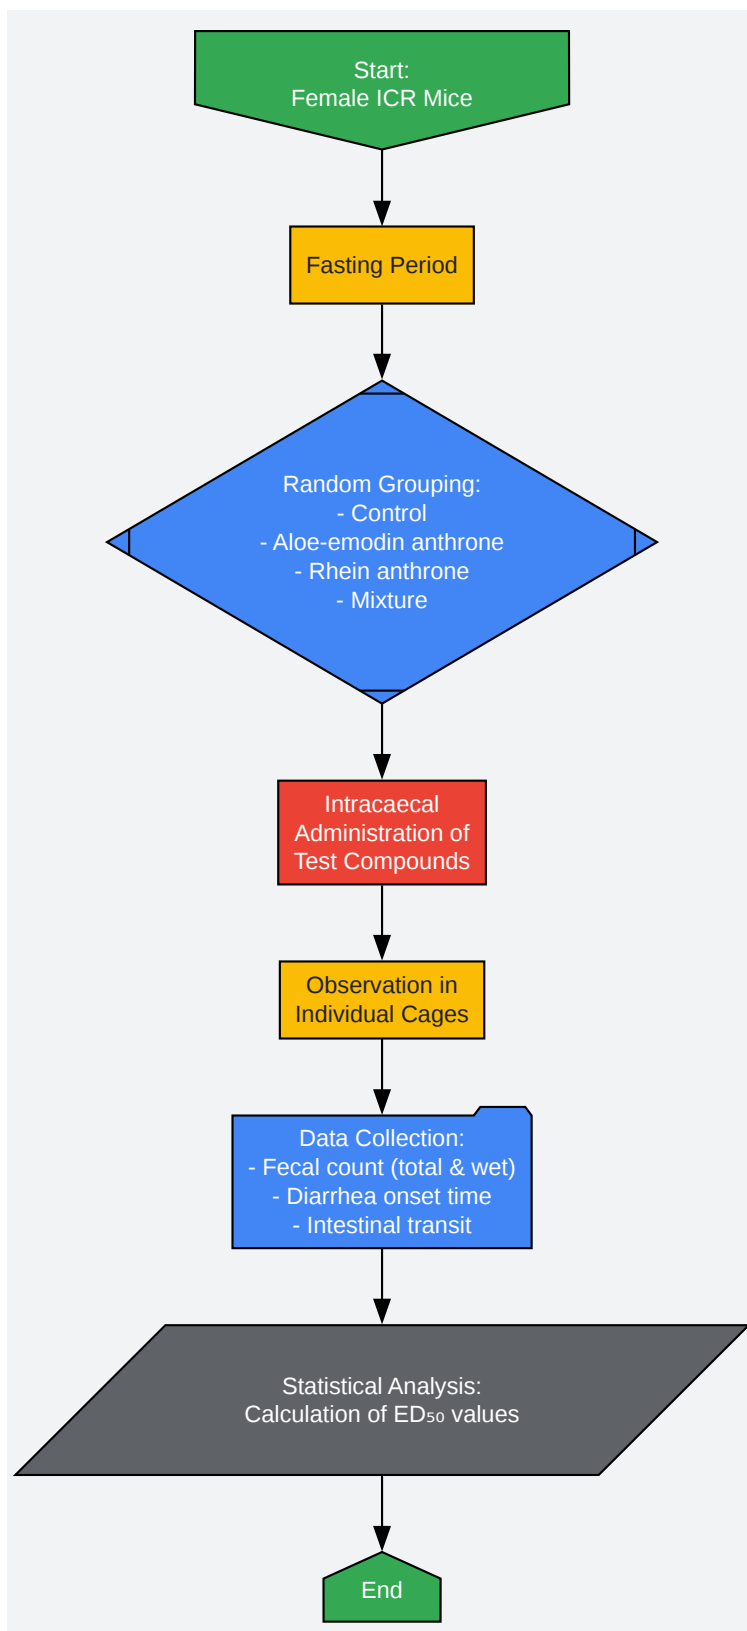 Start:
Female ICR Mice
Fasting Period
Random Grouping:
- Control
- Aloe-emodin anthrone
- Rhein anthrone
- Mixture
Intracaecal
Administration of
Test Compounds
Observation in
Individual Cages
Data Collection:
- Fecal count (total & wet)
- Diarrhea onset time
- Intestinal transit
Statistical Analysis:
Calculation of ED₅₀ values
End